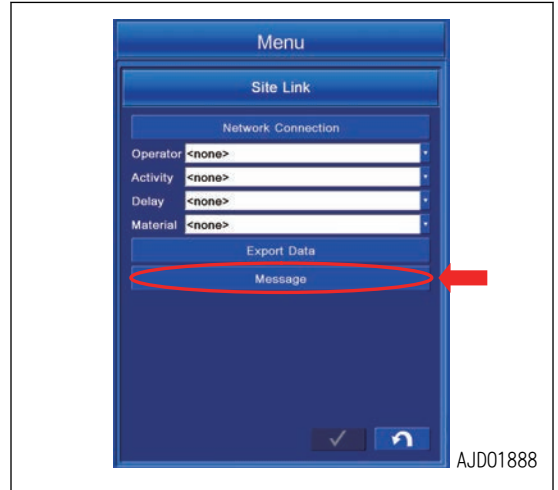 Menu
Site Link
Network Connection
Operator <none>
Activity <none>
Delay <none>
Material <none>
Export Data
Message
AJD01888